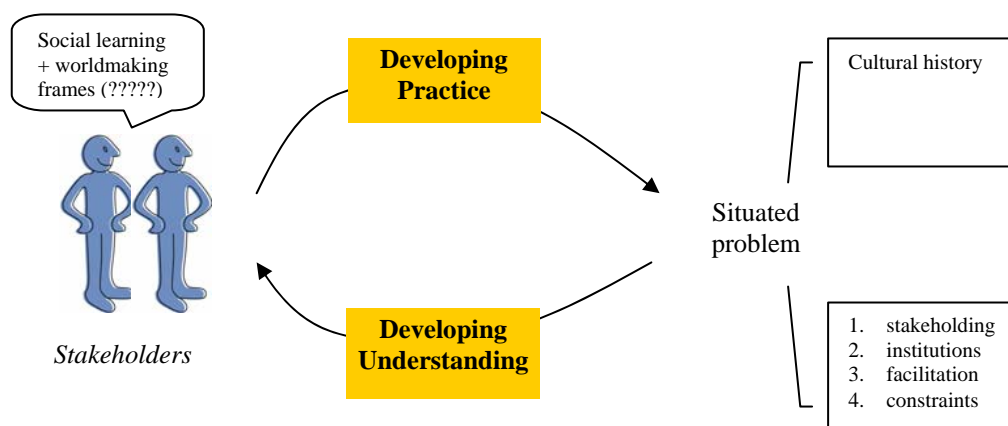 Social learning
+ worldmaking
frames (?????)
Stakeholders
Developing
Practice
Developing
Understanding
Situated
problem
Cultural history
1. stakeholding
2. institutions
3. facilitation
4. constraints